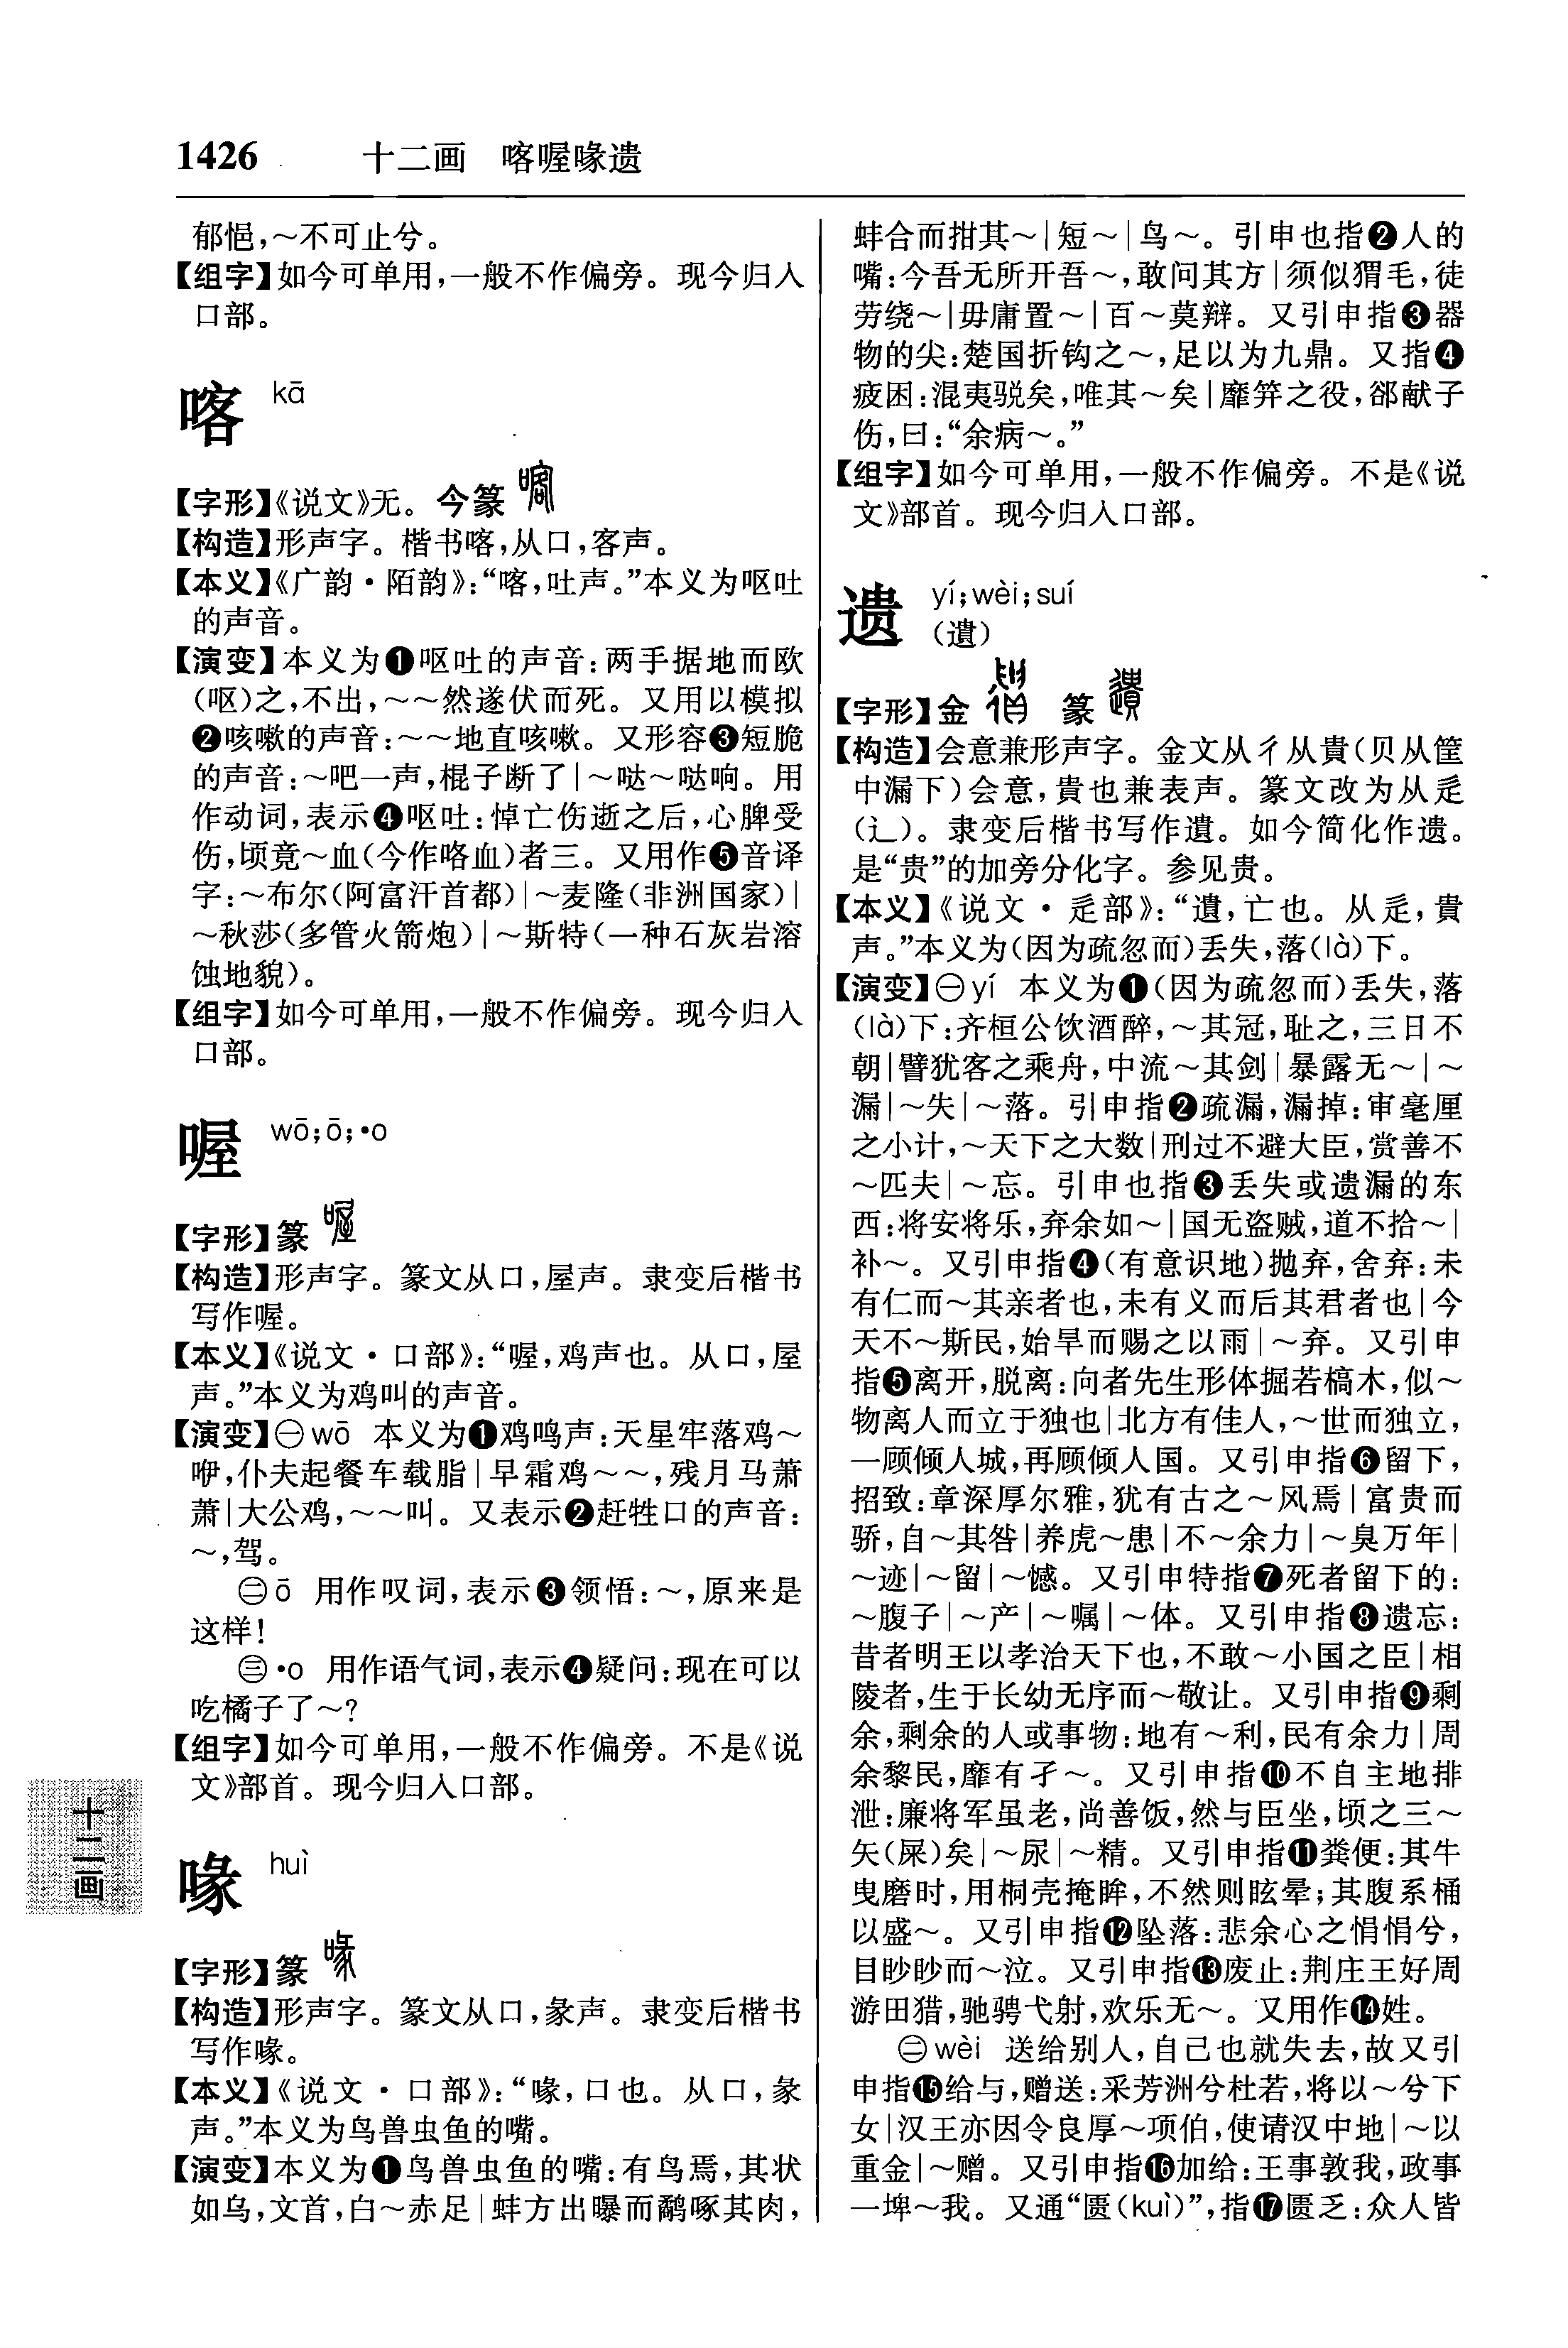 1426 十二画 喀喔喙遗
郁悒,～不可止兮。
【组字】如今可单用,一般不作偏旁。现今归入
口部。
喀 kā
【字形】《说文》无。今篆
【构造】形声字。楷书喀,从口,客声。
【本义】《广韵·陌韵》:“喀,吐声。”本义为呕吐
的声音。
【演变】本义为❶呕吐的声音:两手据地而欧
(呕)之,不出,～～然遂伏而死。又用以模拟
❷咳嗽的声音:～～地直咳嗽。又形容❸短脆
的声音:～吧一声,棍子断了|～哒～哒响。用
作动词,表示❹呕吐:悼亡伤逝之后,心脾受
伤,顷竟～血(今作咯血)者三。又用作❺音译
字:～布尔(阿富汗首都)|～麦隆(非洲国家)|
～秋莎(多管火箭炮)|～斯特(一种石灰岩溶
蚀地貌)。
【组字】如今可单用,一般不作偏旁。现今归入
口部。
喔 wō;ō;•o
【字形】篆
【构造】形声字。篆文从口,屋声。隶变后楷书
写作喔。
【本义】《说文·口部》:“喔,鸡声也。从口,屋
声。”本义为鸡叫的声音。
【演变】㊀wō 本义为❶鸡鸣声:天星牢落鸡～
咿,仆夫起餐车载脂|早霜鸡～～,残月马萧
萧|大公鸡,～～叫。又表示❷赶牲口的声音:
～,驾。
㊁ō 用作叹词,表示❸领悟:～,原来是
这样!
㊂•o 用作语气词,表示❹疑问:现在可以
吃橘子了～?
【组字】如今可单用,一般不作偏旁。不是《说
文》部首。现今归入口部。
喙 huì
【字形】篆
【构造】形声字。篆文从口,彖声。隶变后楷书
写作喙。
【本义】《说文·口部》:“喙,口也。从口,彖
声。”本义为鸟兽虫鱼的嘴。
【演变】本义为❶鸟兽虫鱼的嘴:有鸟焉,其状
如乌,文首,白～赤足|蚌方出曝而鹬啄其肉,
蚌合而拑其～|短～|鸟～。引申也指❷人的
嘴:今吾无所开吾～,敢问其方|须似猬毛,徒
劳绕～|毋庸置～|百～莫辩。又引申指❸器
物的尖:楚国折钩之～,足以为九鼎。又指❹
疲困:混夷駾矣,唯其～矣|靡笄之役,郤献子
伤,曰:“余病～。”
【组字】如今可单用,一般不作偏旁。不是《说
文》部首。现今归入口部。
遗 yí;wèi;suí
(遺)
【字形】金 篆
【构造】会意兼形声字。金文从彳从貴(贝从筐
中漏下)会意,貴也兼表声。篆文改为从辵
(辶)。隶变后楷书写作遺。如今简化作遗。
是“贵”的加旁分化字。参见贵。
【本义】《说文·辵部》:“遺,亡也。从辵,貴
声。”本义为(因为疏忽而)丢失,落(là)下。
【演变】㊀yí 本义为❶(因为疏忽而)丢失,落
(là)下:齐桓公饮酒醉,～其冠,耻之,三日不
朝|譬犹客之乘舟,中流～其剑|暴露无～|～
漏|～失|～落。引申指❷疏漏,漏掉:审毫厘
之小计,～天下之大数|刑过不避大臣,赏善不
～匹夫|～忘。引申也指❸丢失或遗漏的东
西:将安将乐,弃余如～|国无盗贼,道不拾～|
补～。又引申指❹(有意识地)抛弃,舍弃:未
有仁而～其亲者也,未有义而后其君者也|今
天不～斯民,始旱而赐之以雨|～弃。又引申
指❺离开,脱离:向者先生形体掘若槁木,似～
物离人而立于独也|北方有佳人,～世而独立,
一顾倾人城,再顾倾人国。又引申指❻留下,
招致:章深厚尔雅,犹有古之～风焉|富贵而
骄,自～其咎|养虎～患|不～余力|～臭万年|
～迹|～留|～憾。又引申特指❼死者留下的:
～腹子|～产|～嘱|～体。又引申指❽遗忘:
昔者明王以孝治天下也,不敢～小国之臣|相
陵者,生于长幼无序而～敬让。又引申指❾剩
余,剩余的人或事物:地有～利,民有余力|周
余黎民,靡有孑～。又引申指❿不自主地排
泄:廉将军虽老,尚善饭,然与臣坐,顷之三～
矢(屎)矣|～尿|～精。又引申指⓫粪便:其牛
曳磨时,用桐壳掩眸,不然则眩晕;其腹系桶
以盛～。又引申指⓬坠落:悲余心之悁悁兮,
目眇眇而～泣。又引申指⓭废止:荆庄王好周
游田猎,驰骋弋射,欢乐无～。又用作⓮姓。
㊁wèi 送给别人,自己也就失去,故又引
申指⓯给与,赠送:采芳洲兮杜若,将以～兮下
女|汉王亦因令良厚～项伯,使请汉中地|～以
重金|～赠。又引申指⓰加给:王事敦我,政事
一埤～我。又通“匮(kuì)”,指⓱匮乏:众人皆
十二画